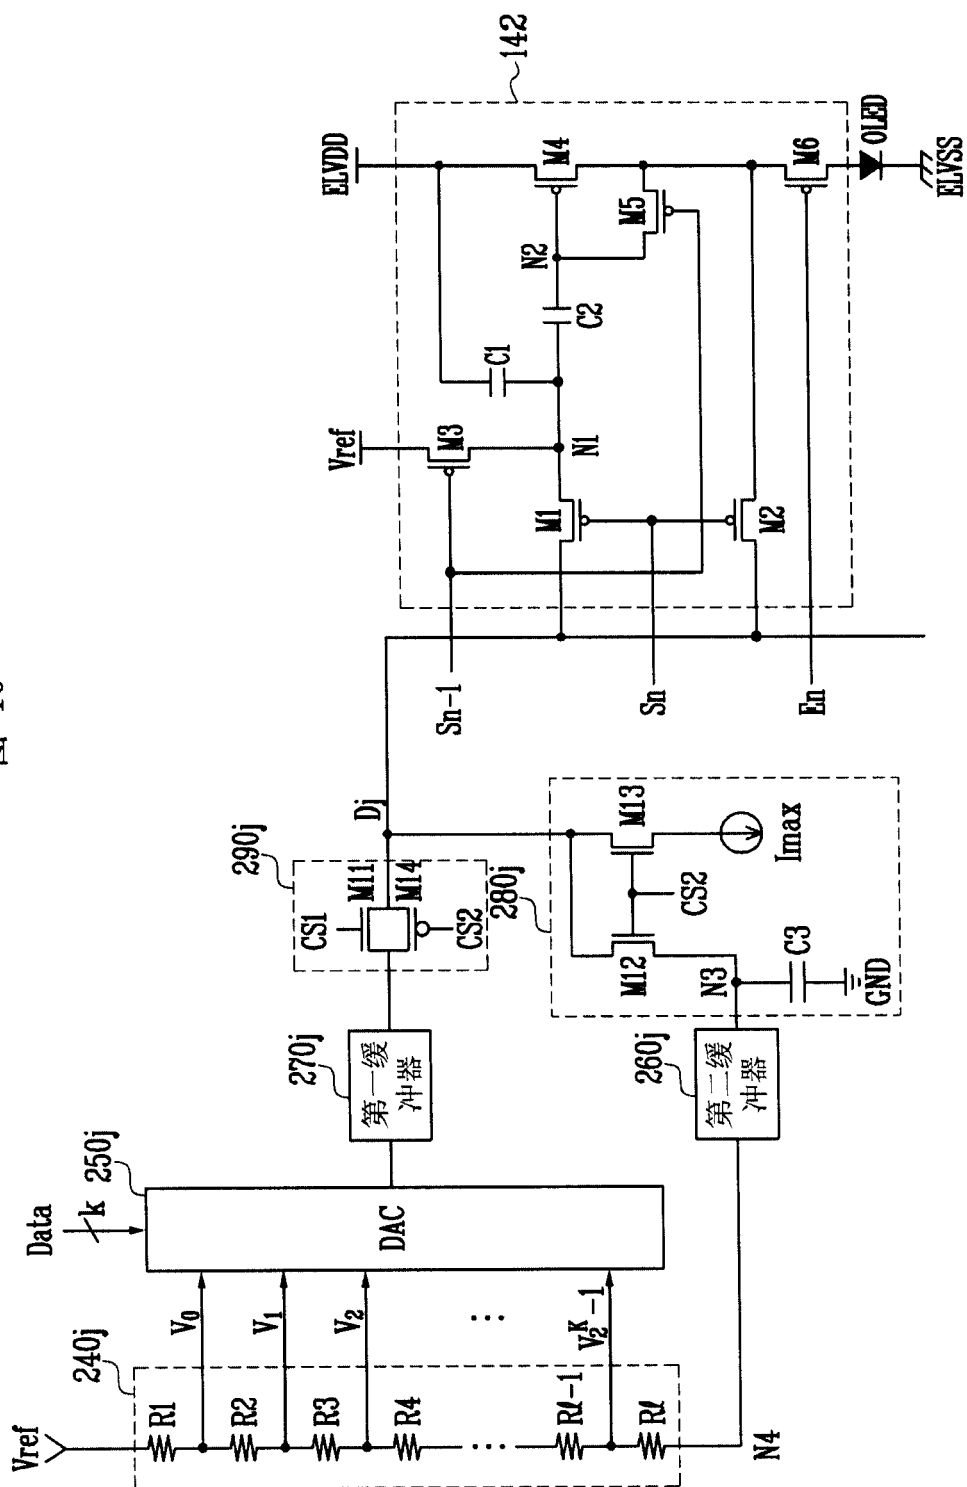 142
ELVDD
Vref
M3
C1
N1
C2
N2
M4
M5
M1
M2
M6
OLED
ELVSS
Sn-1
Sn
En
Dj
290j
CS1
M11
M14
CS2
280j
M12
M13
CS2
Imax
N3
C3
GND
270j
第一缓
冲器
260j
第二缓
冲器
Data
k
250j
DAC
V0
V1
V2
...
V2^K-1
240j
Vref
R1
R2
R3
R4
...
Rℓ-1
Rℓ
N4